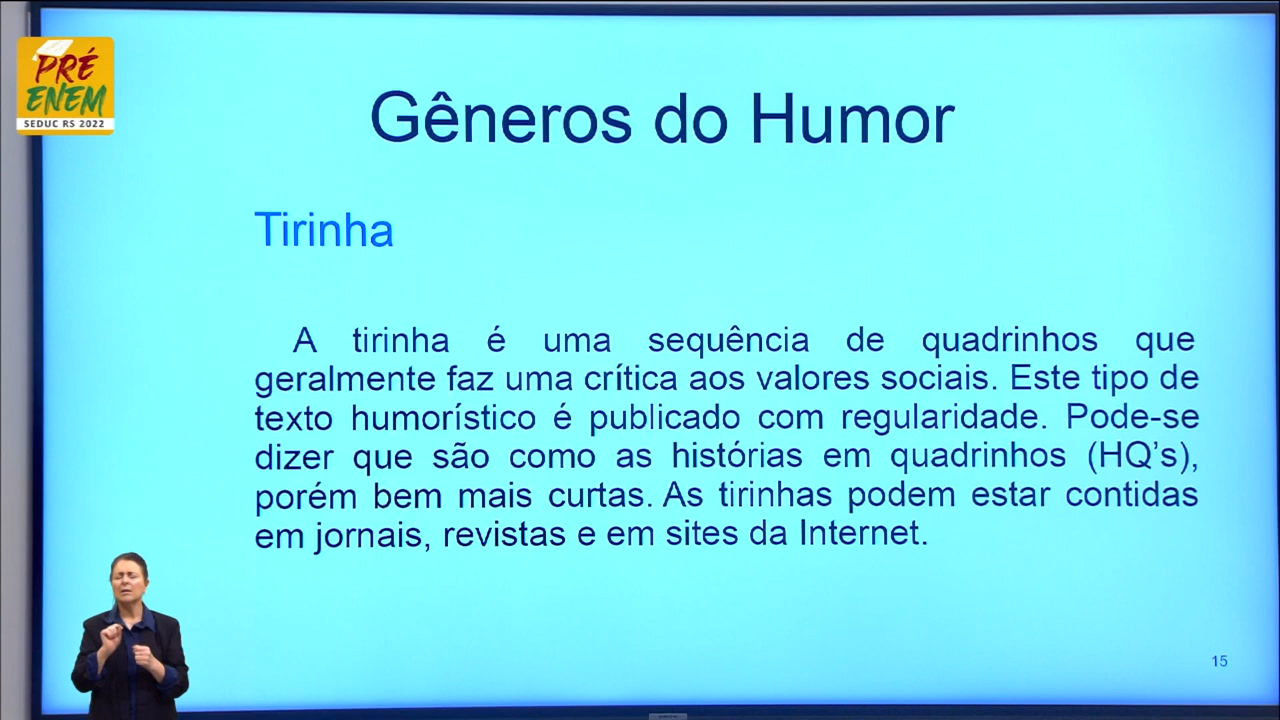 PRÉ
ENEM
SEDUC RS 2022
Gêneros do Humor
Tirinha
A tirinha é uma sequência de quadrinhos que
geralmente faz uma crítica aos valores sociais. Este tipo de
texto humorístico é publicado com regularidade. Pode-se
dizer que são como as histórias em quadrinhos (HQ’s),
porém bem mais curtas. As tirinhas podem estar contidas
em jornais, revistas e em sites da Internet.
15